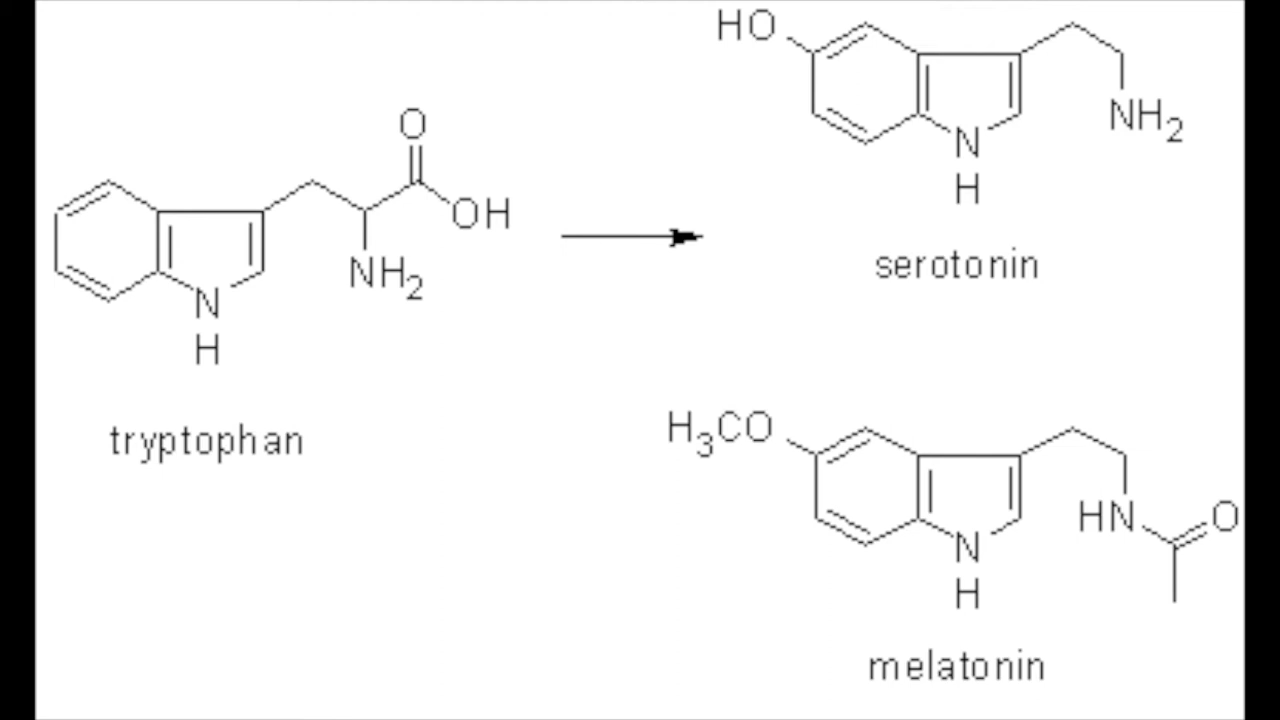 HO
NH2
N
H
serotonin
O
OH
NH2
N
H
tryptophan
H3CO
HN
O
N
H
melatonin